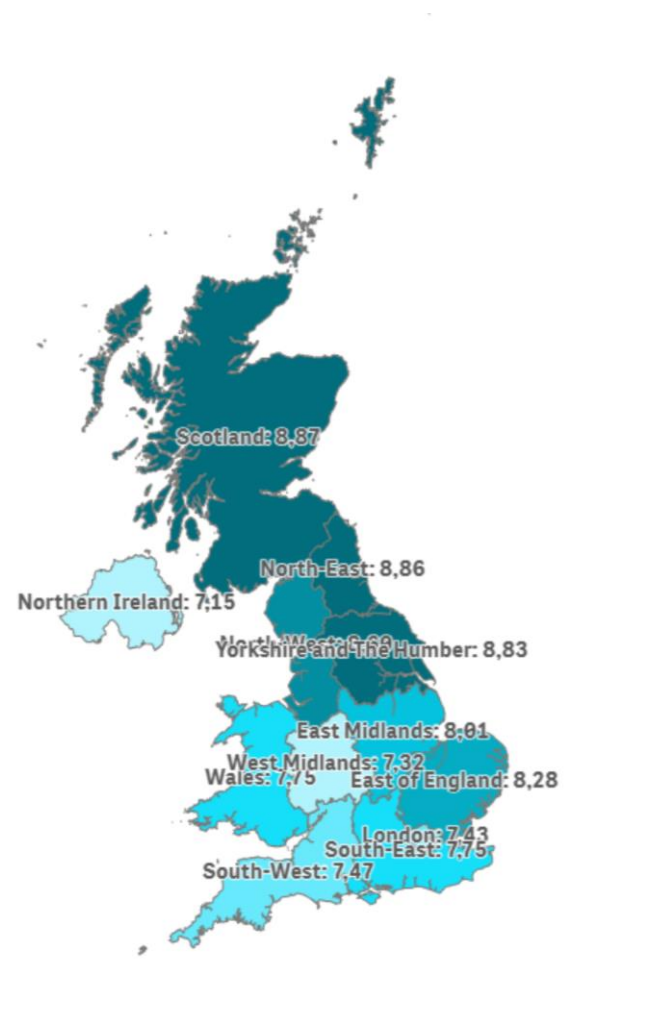 Scotland: 8,87
North-East: 8,86
Northern Ireland: 7,15
North-West:
Yorkshire and The Humber: 8,83
East Midlands: 8,01
West Midlands: 7,32
Wales: 7,75
East of England: 8,28
London: 7,43
South-East: 7,75
South-West: 7,47